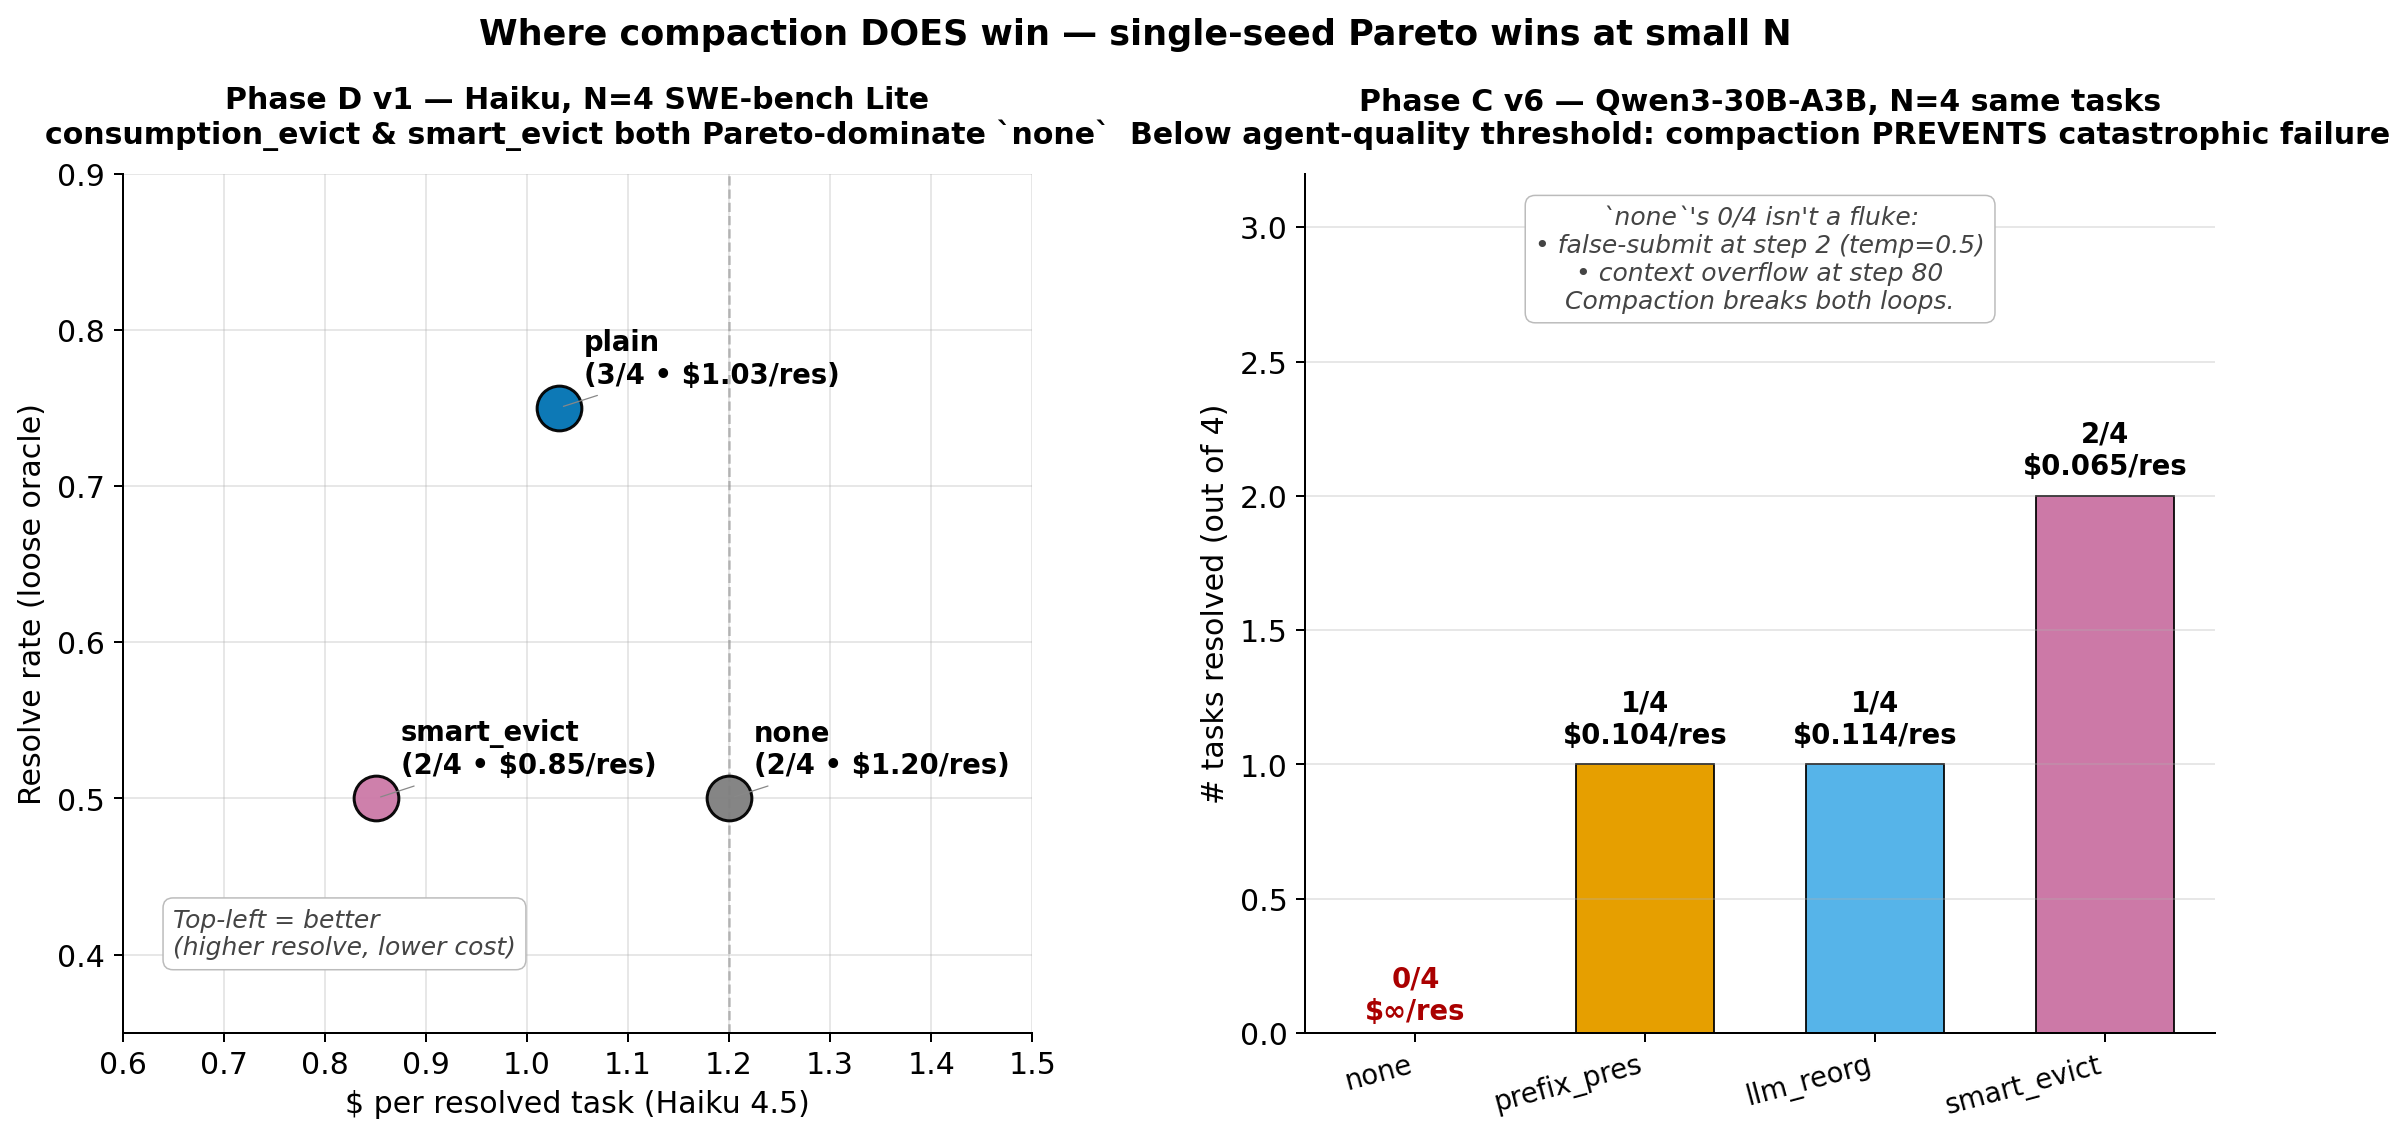 Where compaction DOES win — single-seed Pareto wins at small N
Phase D v1 — Haiku, N=4 SWE-bench Lite
consumption_evict & smart_evict both Pareto-dominate `none`
0.9
0.8
0.7
0.6
0.5
0.4
Resolve rate (loose oracle)
plain
(3/4 • $1.03/res)
smart_evict
(2/4 • $0.85/res)
none
(2/4 • $1.20/res)
Top-left = better
(higher resolve, lower cost)
0.6 0.7 0.8 0.9 1.0 1.1 1.2 1.3 1.4 1.5
$ per resolved task (Haiku 4.5)
Phase C v6 — Qwen3-30B-A3B, N=4 same tasks
Below agent-quality threshold: compaction PREVENTS catastrophic failure
3.0
2.5
2.0
1.5
1.0
0.5
0.0
# tasks resolved (out of 4)
`none`'s 0/4 isn't a fluke:
• false-submit at step 2 (temp=0.5)
• context overflow at step 80
Compaction breaks both loops.
0/4
$∞/res
1/4
$0.104/res
1/4
$0.114/res
2/4
$0.065/res
none
prefix_pres
llm_reorg
smart_evict